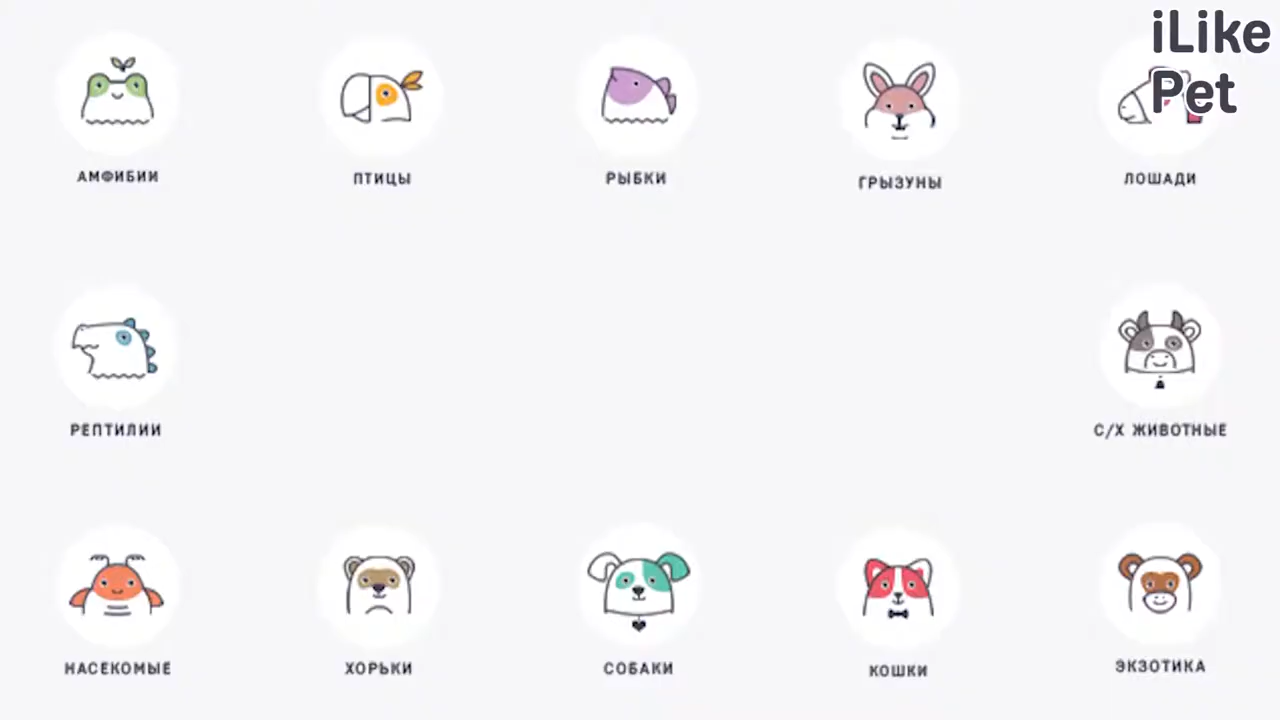 iLike
Pet
АМФИБИИ
ПТИЦЫ
РЫБКИ
ГРЫЗУНЫ
ЛОШАДИ
РЕПТИЛИИ
С/Х ЖИВОТНЫЕ
НАСЕКОМЫЕ
ХОРЬКИ
СОБАКИ
КОШКИ
ЭКЗОТИКА